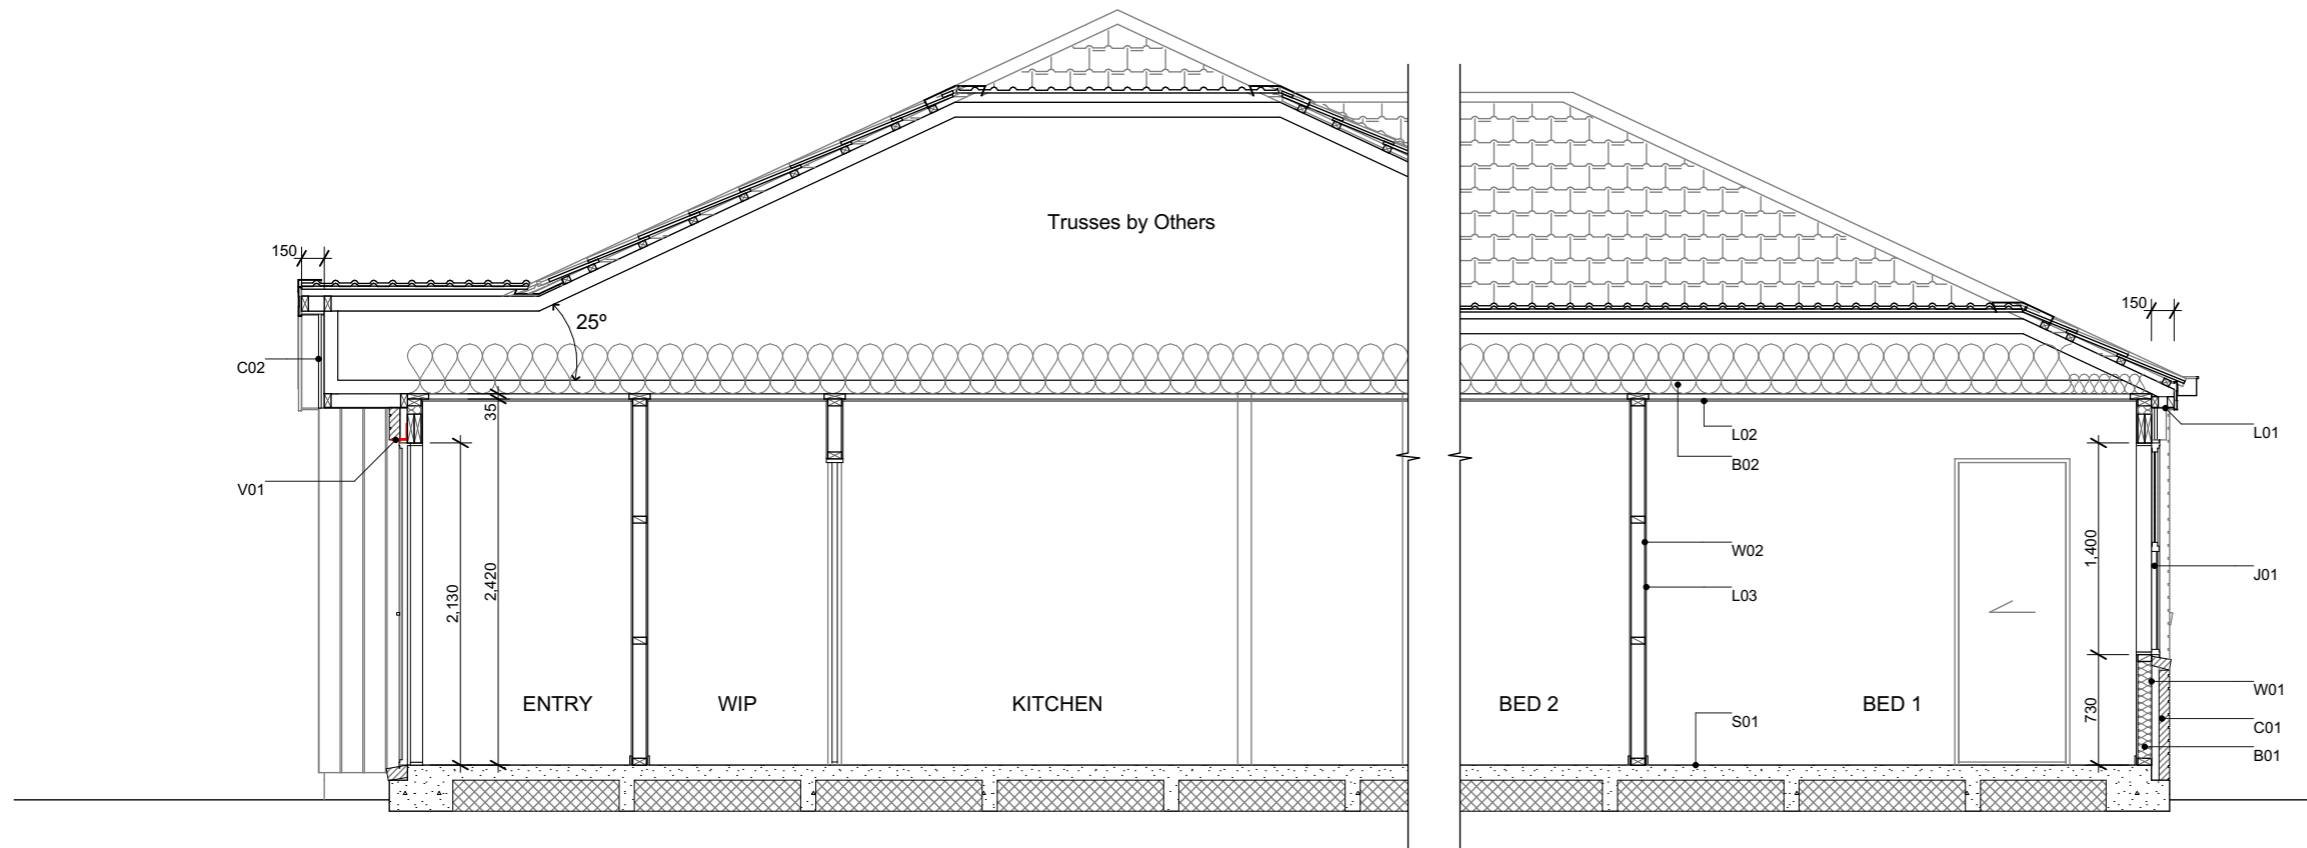 Trusses by Others
150
150
25º
C02
35
L02
L01
B02
V01
2,130
2,420
W02
1,400
J01
L03
ENTRY
WIP
KITCHEN
BED 2
BED 1
W01
730
S01
C01
B01